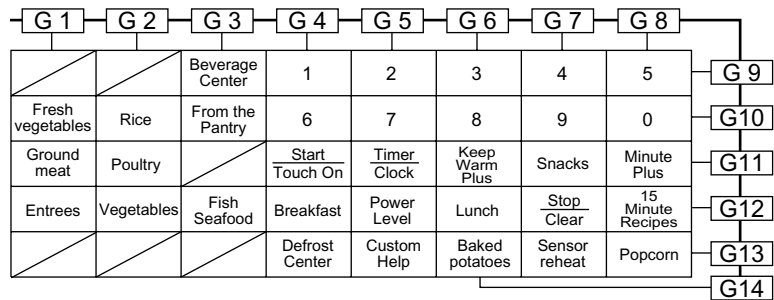 G 1 G 2 G 3 G 4 G 5 G 6 G 7 G 8
Beverage
Center
1 2 3 4 5 G 9
Fresh
vegetables
Rice
From the
Pantry
6 7 8 9 0 G10
Ground
meat
Poultry
Start
Touch On
Timer
Clock
Keep
Warm
Plus
Snacks
Minute
Plus
G11
Entrees
Vegetables
Fish
Seafood
Breakfast
Power
Level
Lunch
Stop
Clear
15
Minute
Recipes
G12
Defrost
Center
Custom
Help
Baked
potatoes
Sensor
reheat
Popcorn
G13
G14